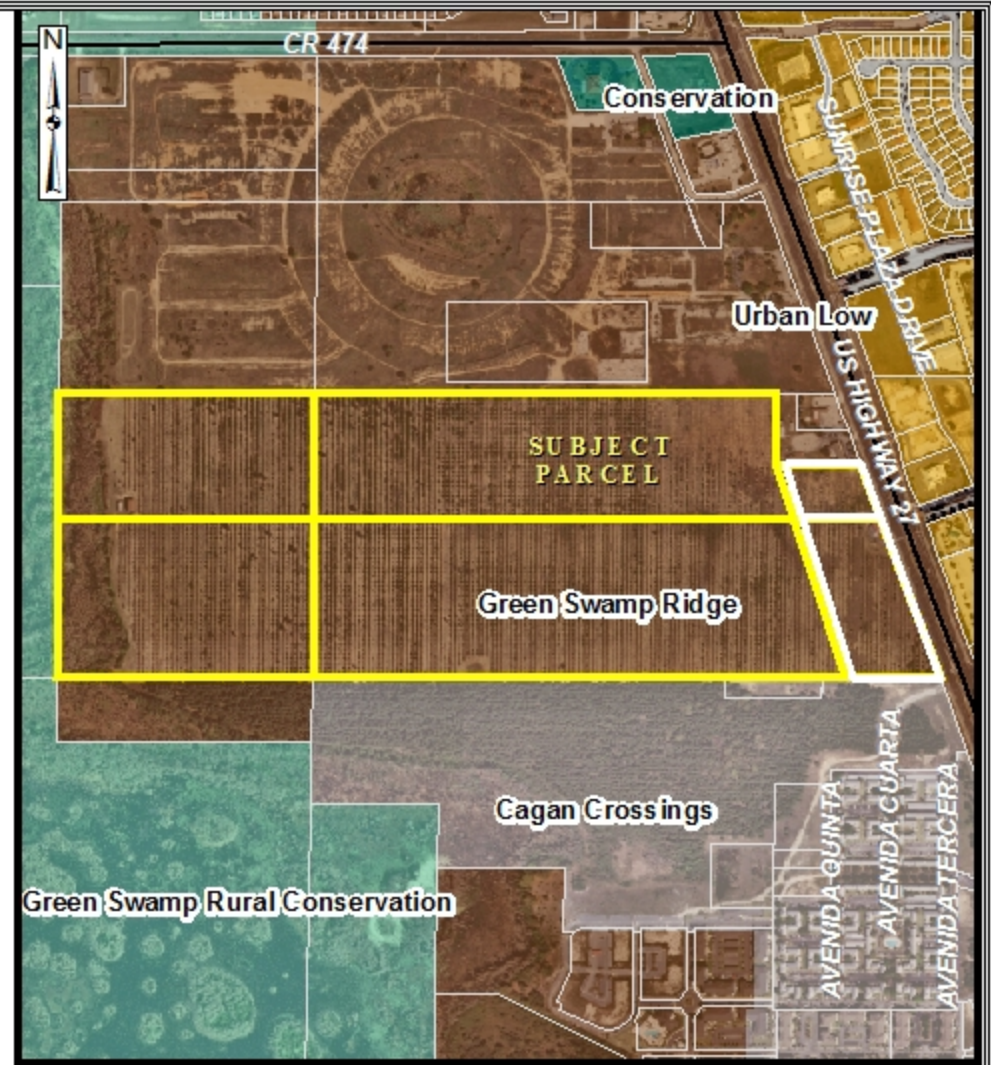 N
CR 474
Conservation
SUNRISE PLAZA DRIVE
Urban Low
US HIGHWAY 27
SUBJECT
PARCEL
Green Swamp Ridge
Cagan Crossings
AVENIDA QUINTA
AVENIDA CUARTA
AVENIDA TERCERA
Green Swamp Rural Conservation